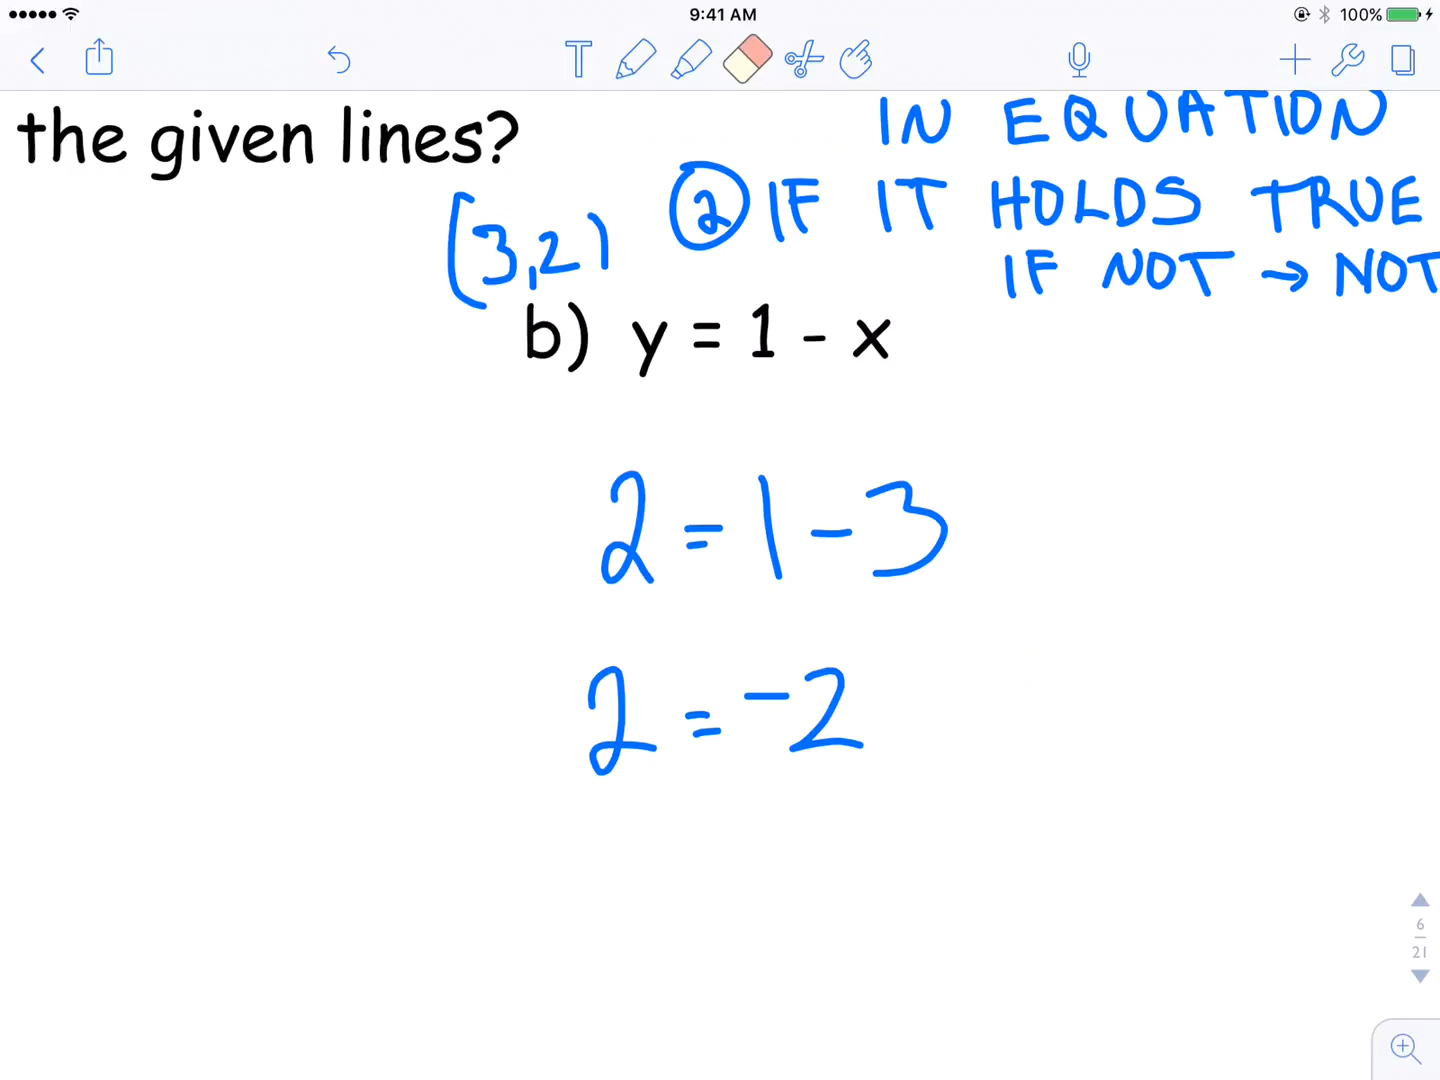 9:41 AM
100%
T
IN EQUATION
the given lines?
② IF IT HOLDS TRUE
(3,2)
IF NOT → NOT
b) y = 1 - x
2 = 1 - 3
2 = -2
6
21